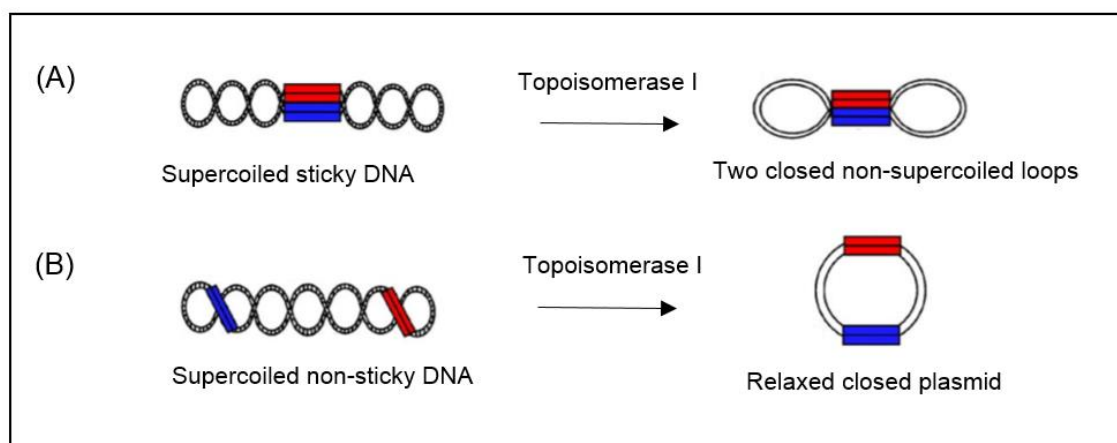 (A)
Topoisomerase I
Supercoiled sticky DNA
Two closed non-supercoiled loops
(B)
Topoisomerase I
Supercoiled non-sticky DNA
Relaxed closed plasmid